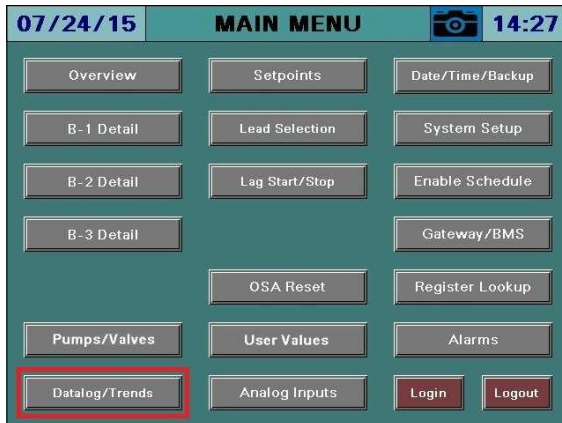 07/24/15 MAIN MENU 14:27
Overview Setpoints Date/Time/Backup
B-1 Detail Lead Selection System Setup
B-2 Detail Lag Start/Stop Enable Schedule
B-3 Detail Gateway/BMS
OSA Reset Register Lookup
Pumps/Valves User Values Alarms
Datalog/Trends Analog Inputs Login Logout